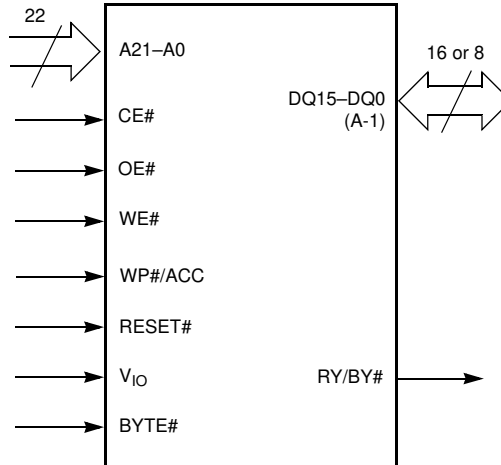 22
A21–A0
16 or 8
DQ15–DQ0
(A-1)
CE#
OE#
WE#
WP#/ACC
RESET#
VIO
RY/BY#
BYTE#